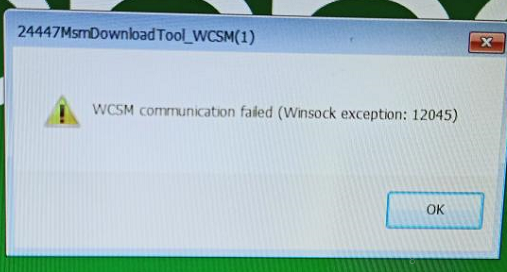 24447MsmDownloadTool_WCSM(1)
WCSM communication failed (Winsock exception: 12045)
OK